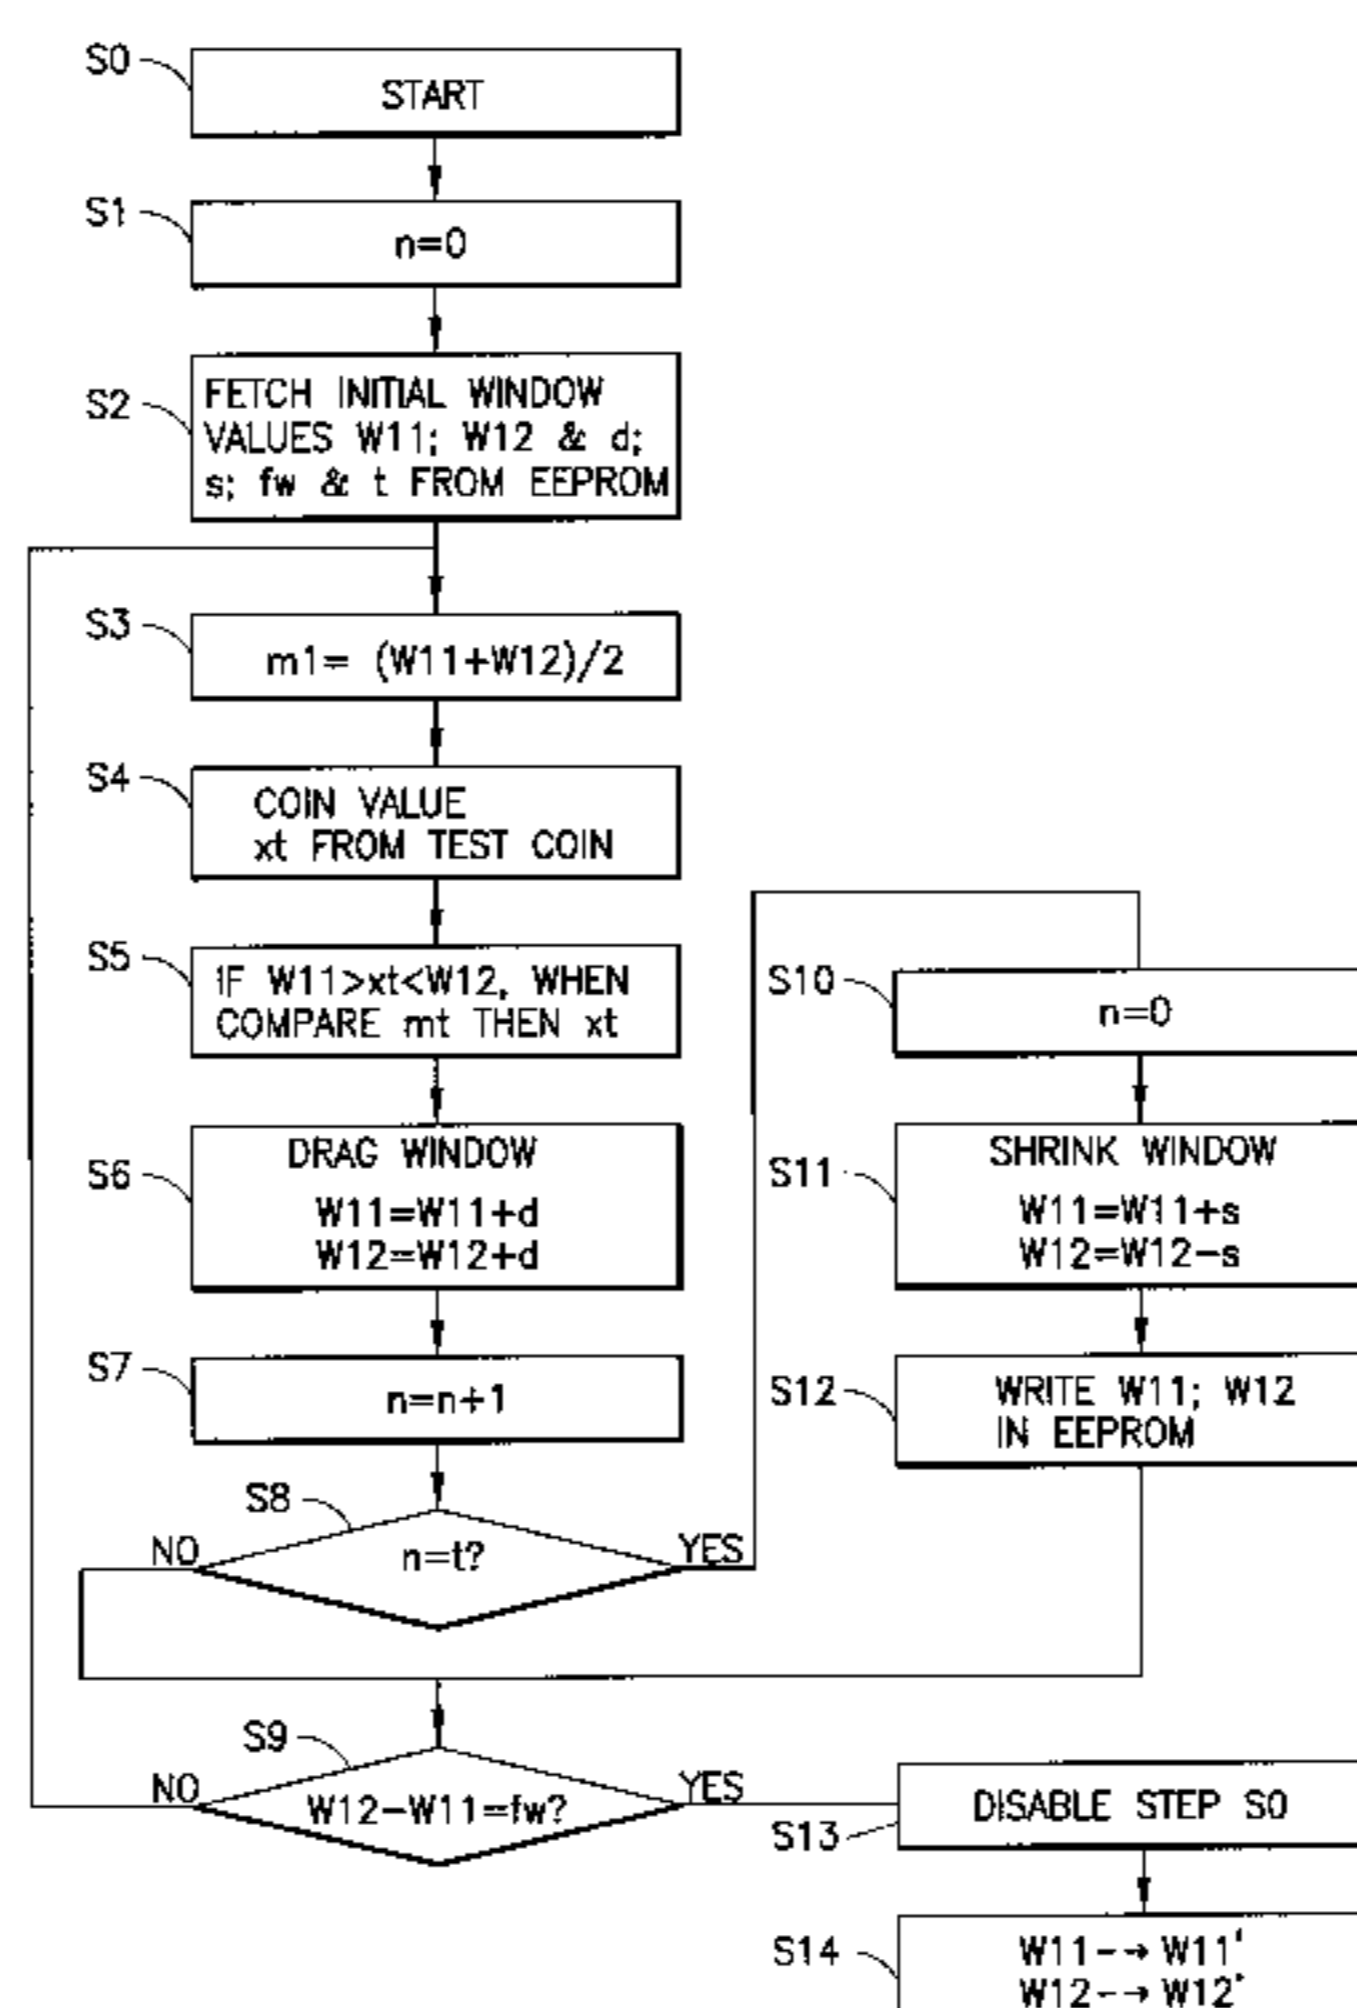 S0
START
S1
n=0
S2
FETCH INITIAL WINDOW
VALUES W11; W12 & d;
s; fw & t FROM EEPROM
S3
m1= (W11+W12)/2
S4
COIN VALUE
xt FROM TEST COIN
S5
IF W11>xt<W12, WHEN
COMPARE mt THEN xt
S6
DRAG WINDOW
W11=W11+d
W12=W12+d
S7
n=n+1
S8
n=t?
NO
YES
S10
n=0
S11
SHRINK WINDOW
W11=W11+s
W12=W12-s
S12
WRITE W11; W12
IN EEPROM
S9
W12-W11=fw?
NO
YES
S13
DISABLE STEP S0
S14
W11--→ W11'
W12--→ W12'